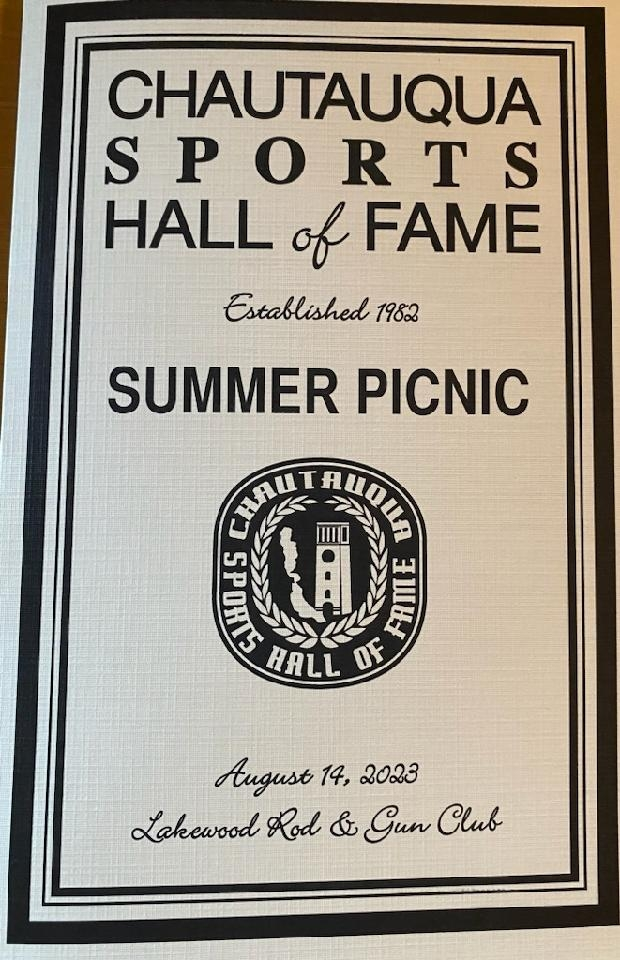 CHAUTAUQUA
SPORTS
HALL of FAME
Established 1982
SUMMER PICNIC
CHAUTAUQUA
SPORTS HALL OF FAME
August 14, 2023
Lakewood Rod & Gun Club